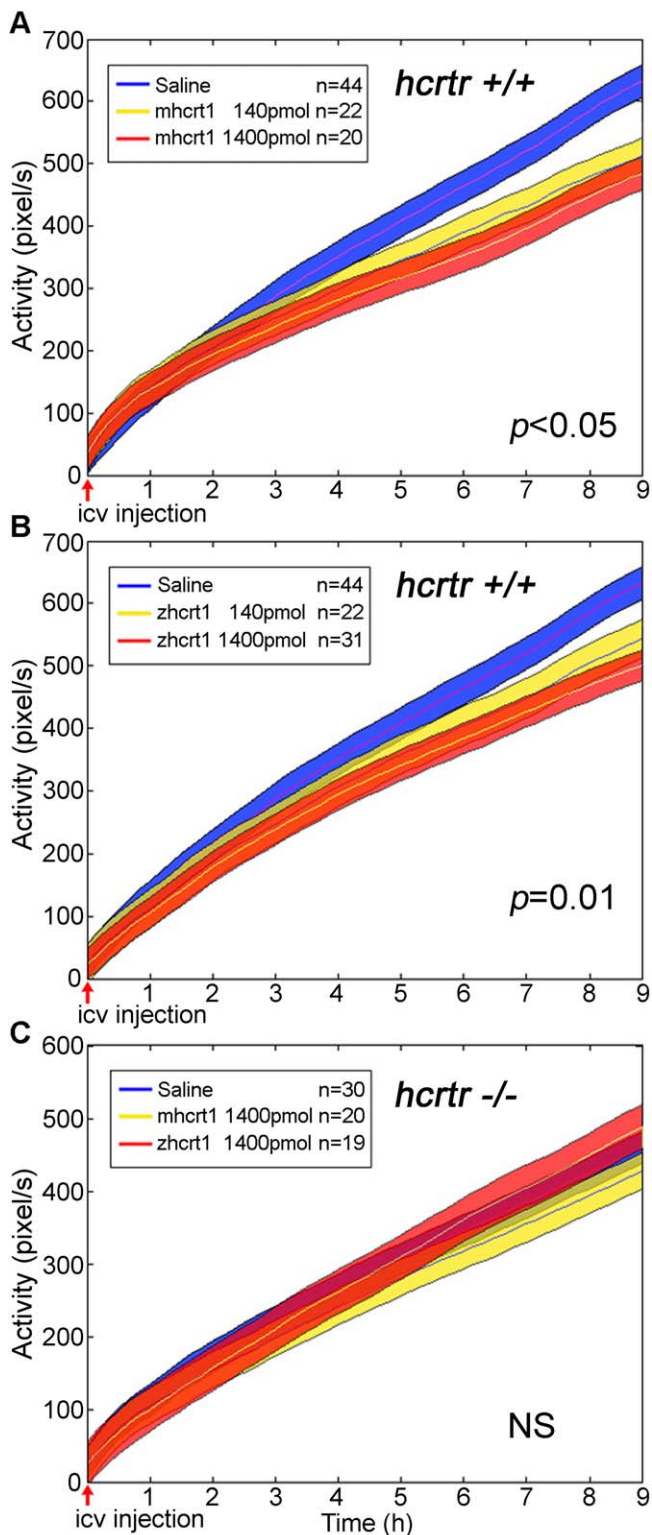 A
700
600
500
400
300
200
100
0
Activity (pixel/s)
Saline n=44
mhcrt1 140pmol n=22
mhcrt1 1400pmol n=20
hcrtr +/+
p<0.05
1 2 3 4 5 6 7 8 9
icv injection
B
700
600
500
400
300
200
100
0
Activity (pixel/s)
Saline n=44
zhcrt1 140pmol n=22
zhcrt1 1400pmol n=31
hcrtr +/+
p=0.01
1 2 3 4 5 6 7 8 9
icv injection
C
600
500
400
300
200
100
0
Activity (pixel/s)
Saline n=30
mhcrt1 1400pmol n=20
zhcrt1 1400pmol n=19
hcrtr -/-
NS
1 2 3 4 5 6 7 8 9
icv injection Time (h)